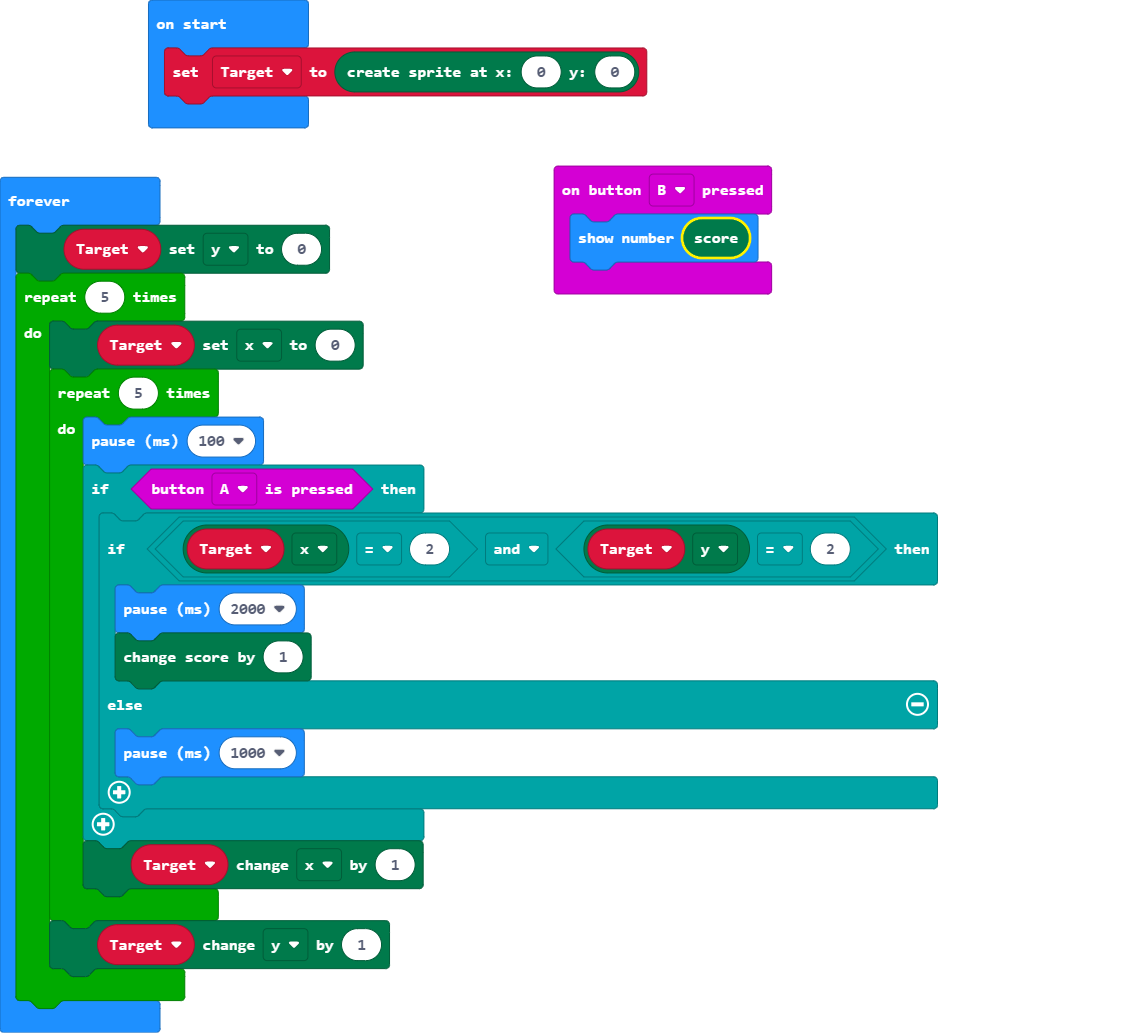 on start
set Target to create sprite at x: 0 y: 0
on button B pressed
show number score
forever
Target set y to 0
repeat 5 times
do
Target set x to 0
repeat 5 times
do
pause (ms) 100
if button A is pressed then
if Target x = 2 and Target y = 2 then
pause (ms) 2000
change score by 1
else
pause (ms) 1000
Target change x by 1
Target change y by 1